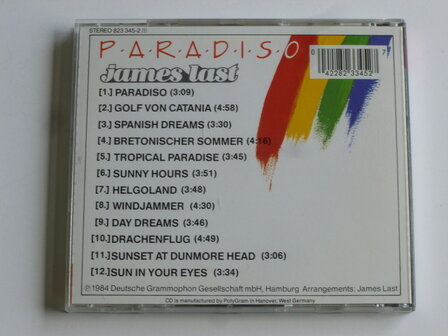 STEREO 823 345-2
P·A·R·A·D·I·S·O
james last
0 42282 33452 7
[1.] PARADISO (3:09)
[2.] GOLF VON CATANIA (4:58)
[3.] SPANISH DREAMS (3:30)
[4.] BRETONISCHER SOMMER (4:16)
[5.] TROPICAL PARADISE (3:45)
[6.] SUNNY HOURS (3:51)
[7.] HELGOLAND (3:48)
[8.] WINDJAMMER (4:30)
[9.] DAY DREAMS (3:46)
[10.] DRACHENFLUG (4:49)
[11.] SUNSET AT DUNMORE HEAD (3:06)
[12.] SUN IN YOUR EYES (3:34)
Ⓟ 1984 Deutsche Grammophon Gesellschaft mbH, Hamburg Arrangements: James Last
CD is manufactured by PolyGram in Hanover, West Germany